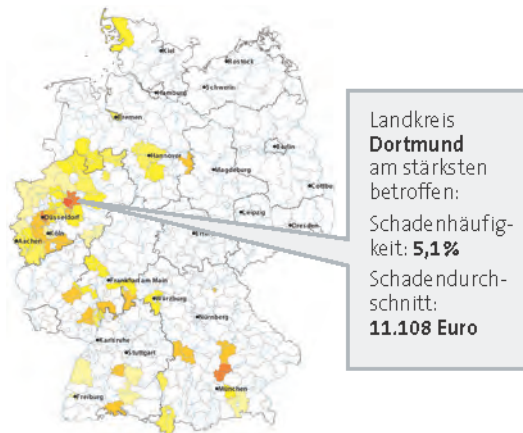 Kiel
Rostock
Schwerin
Hamburg
Bremen
Berlin
Hannover
Magdeburg
Cottbu
Leipzig
Düsseldorf
Dresden
Köln
Aachen
Frankfurt am Main
Würzburg
Nürnberg
Karlsruhe
Stuttgart
München
Freiburg
Landkreis
Dortmund
am stärksten
betroffen:
Schadenhäufig-
keit: 5,1%
Schadendurch-
schnitt:
11.108 Euro